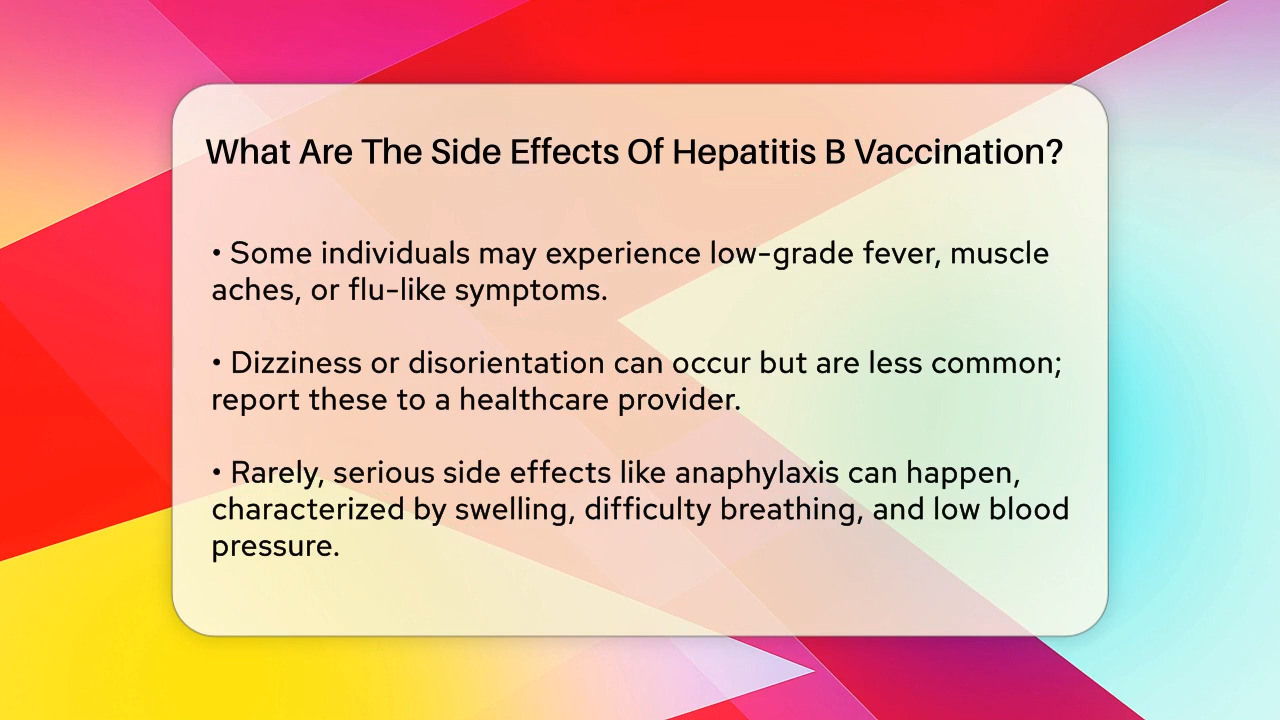 What Are The Side Effects Of Hepatitis B Vaccination?
• Some individuals may experience low-grade fever, muscle
aches, or flu-like symptoms.
• Dizziness or disorientation can occur but are less common;
report these to a healthcare provider.
• Rarely, serious side effects like anaphylaxis can happen,
characterized by swelling, difficulty breathing, and low blood
pressure.